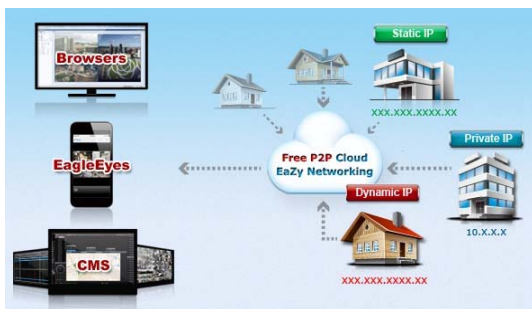 Browsers
Static IP
XXX.XXX.XXXX.XX
EagleEyes
Free P2P Cloud
EaZy Networking
Private IP
10.X.X.X
Dynamic IP
XXX.XXX.XXXX.XX
CMS